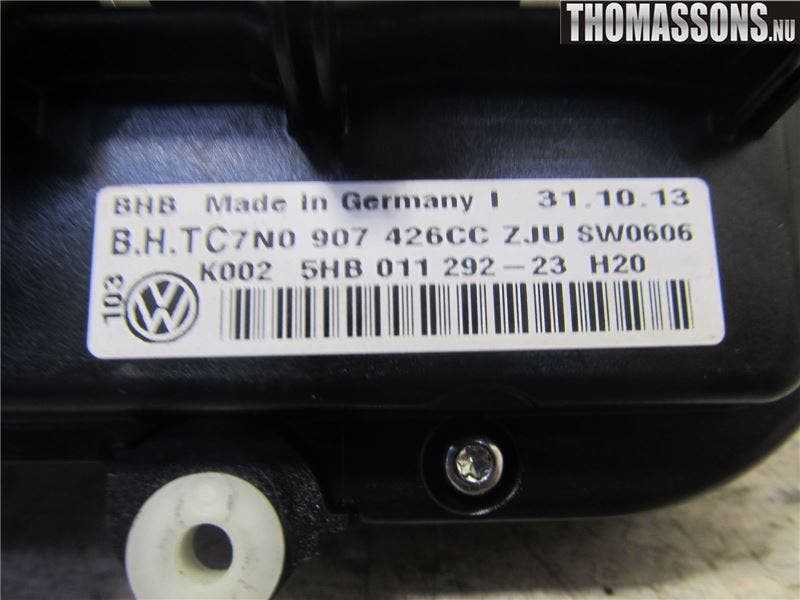 THOMASSONS.NU
BHB Made in Germany I 31.10.13
B.H.TC7N0 907 426CC ZJU SW0606
K002 5HB 011 292-23 H20
103